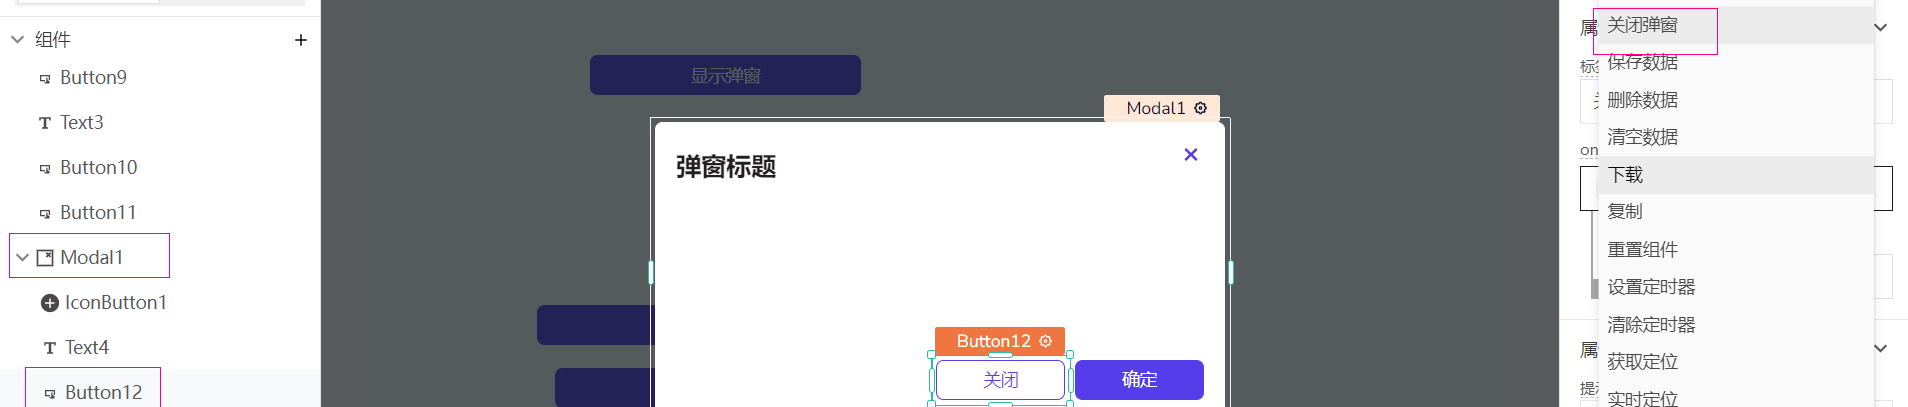 组件
Button9
Text3
Button10
Button11
Modal1
IconButton1
Text4
Button12
显示弹窗
Modal1
弹窗标题
Button12
关闭
确定
属
关闭弹窗
保存数据
删除数据
清空数据
on
下载
复制
重置组件
设置定时器
清除定时器
属
获取定位
实时定位